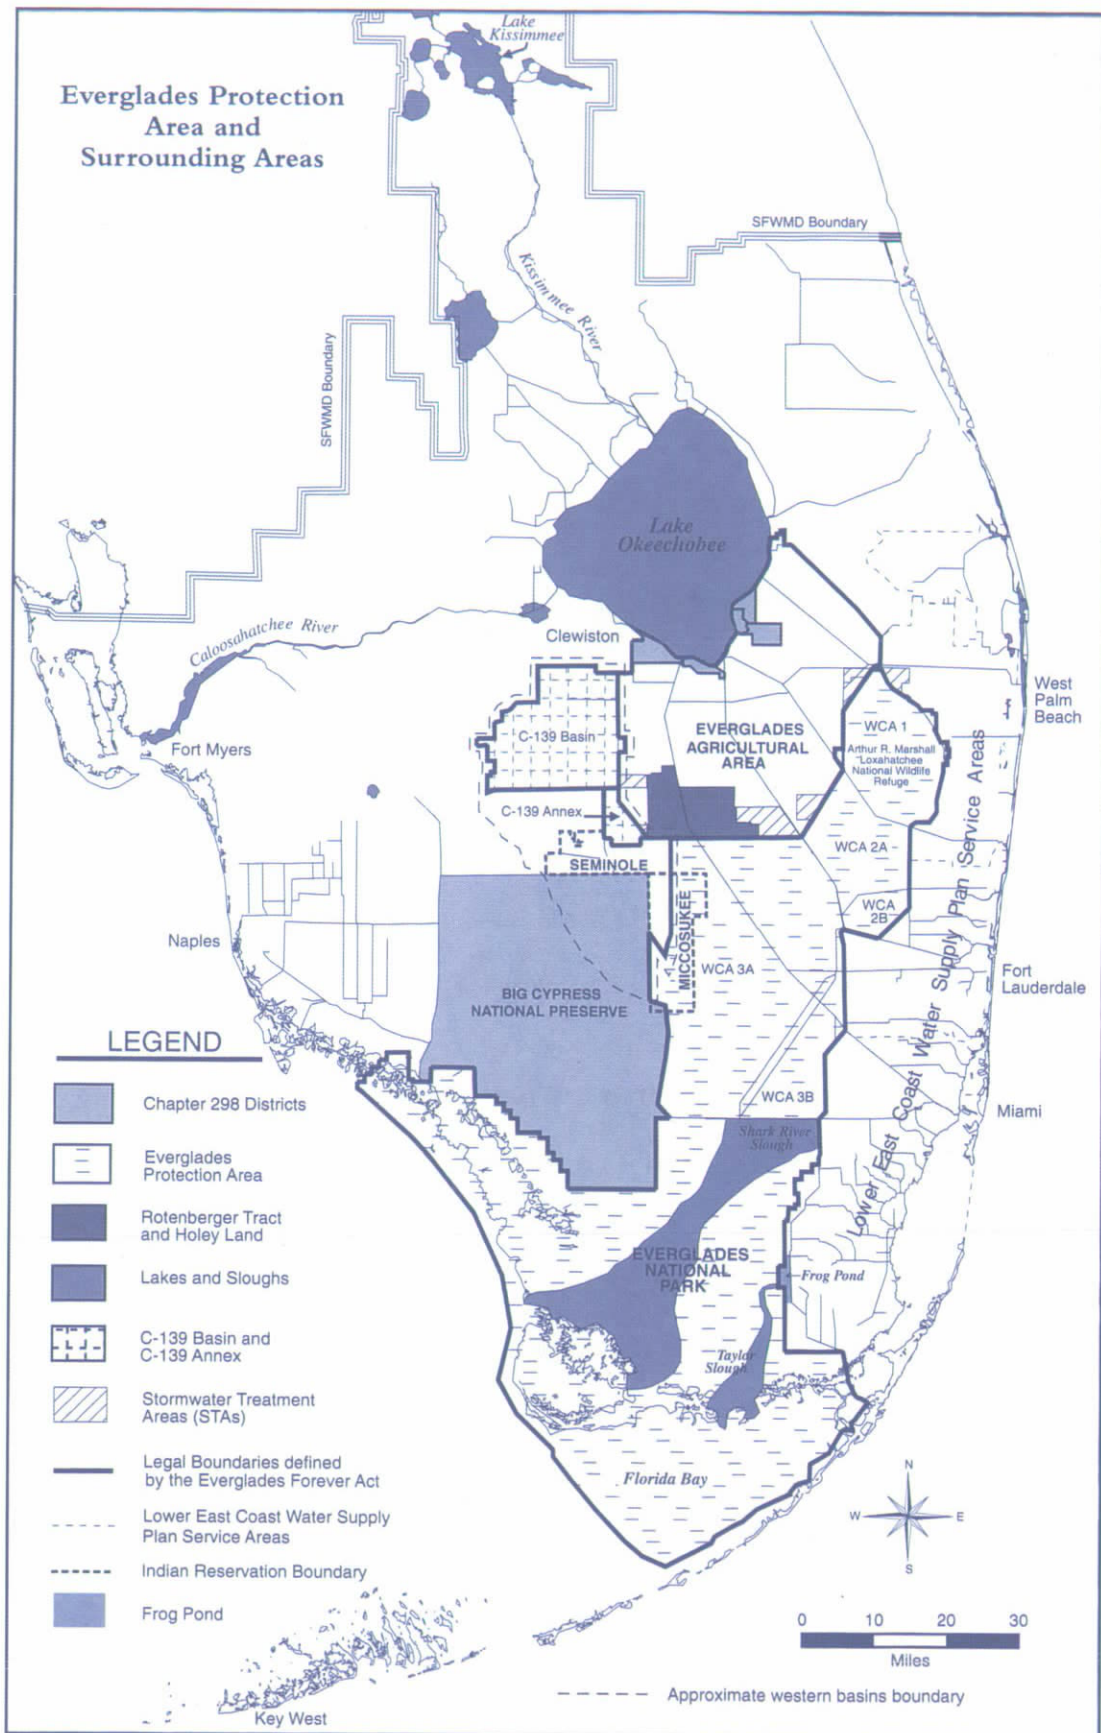 Lake
Kissimmee
Everglades Protection
Area and
Surrounding Areas
SFWMD Boundary
Kissimmee River
SFWMD Boundary
Lake
Okeechobee
Caloosahatchee River
Clewiston
Fort Myers
West
Palm
Beach
C-139 Basin
EVERGLADES
AGRICULTURAL
AREA
WCA 1
Arthur R. Marshall
Loxahatchee
National Wildlife
Refuge
C-139 Annex
WCA 2A
SEMINOLE
WCA
2B
MICCOSUKEE
Naples
WCA 3A
Fort
Lauderdale
BIG CYPRESS
NATIONAL PRESERVE
Lower East Coast Water Supply Plan Service Areas
WCA 3B
Miami
Shark River
Slough
EVERGLADES
NATIONAL
PARK
Frog Pond
Taylor
Slough
Florida Bay
LEGEND
Chapter 298 Districts
Everglades
Protection Area
Rotenberger Tract
and Holey Land
Lakes and Sloughs
C-139 Basin and
C-139 Annex
Stormwater Treatment
Areas (STAs)
Legal Boundaries defined
by the Everglades Forever Act
Lower East Coast Water Supply
Plan Service Areas
Indian Reservation Boundary
Frog Pond
N
W
E
S
0 10 20 30
Miles
Approximate western basins boundary
Key West